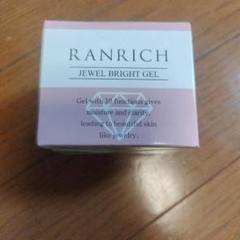 RANRICH
JEWEL BRIGHT GEL
Gel with 10 functions gives
moisture and clarity,
leading to beautiful skin
like jewelry.